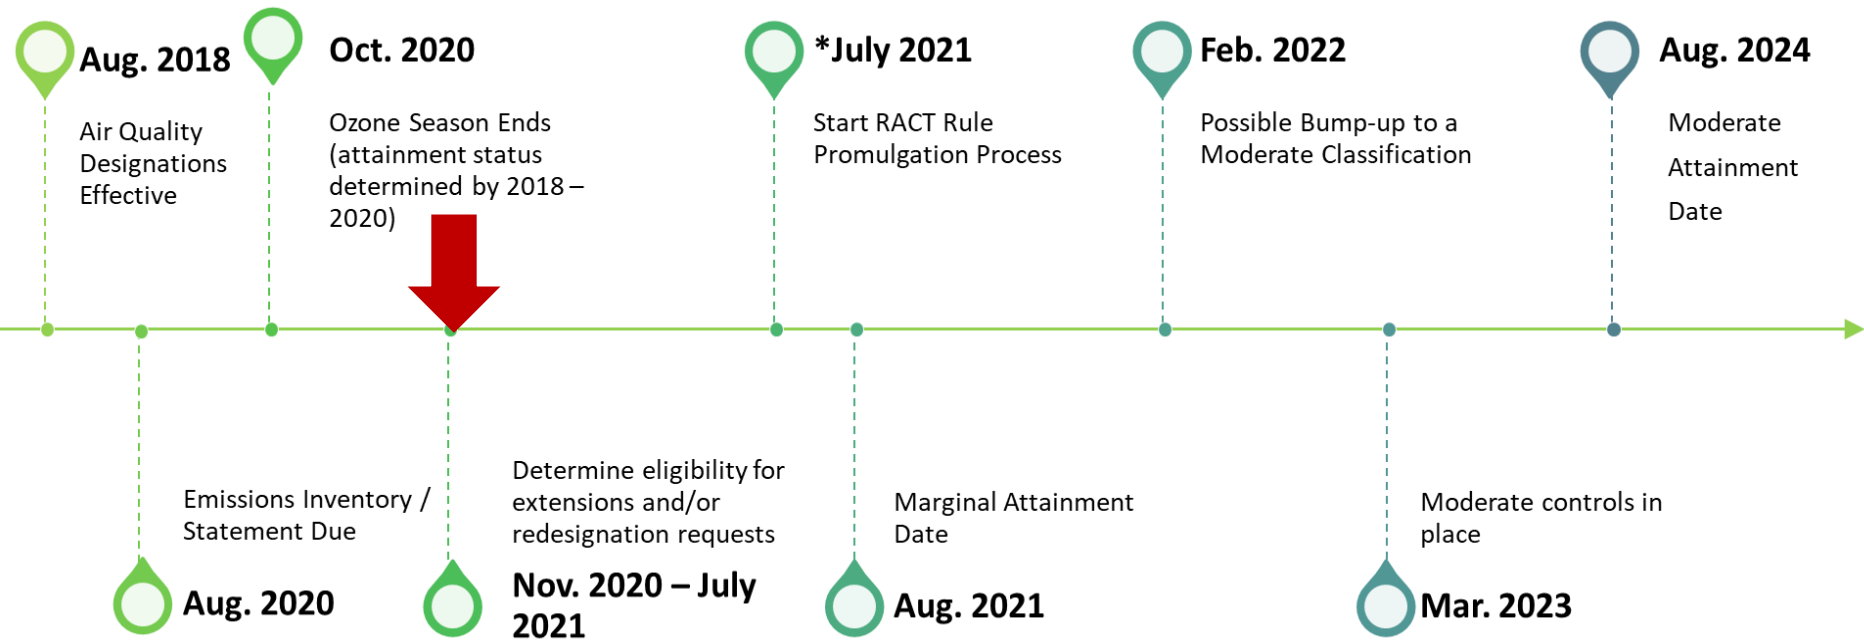 Aug. 2018
Air Quality
Designations
Effective
Oct. 2020
Ozone Season Ends
(attainment status
determined by 2018 –
2020)
*July 2021
Start RACT Rule
Promulgation Process
Feb. 2022
Possible Bump-up to a
Moderate Classification
Aug. 2024
Moderate
Attainment
Date
Emissions Inventory /
Statement Due
Aug. 2020
Determine eligibility for
extensions and/or
redesignation requests
Nov. 2020 – July
2021
Marginal Attainment
Date
Aug. 2021
Moderate controls in
place
Mar. 2023